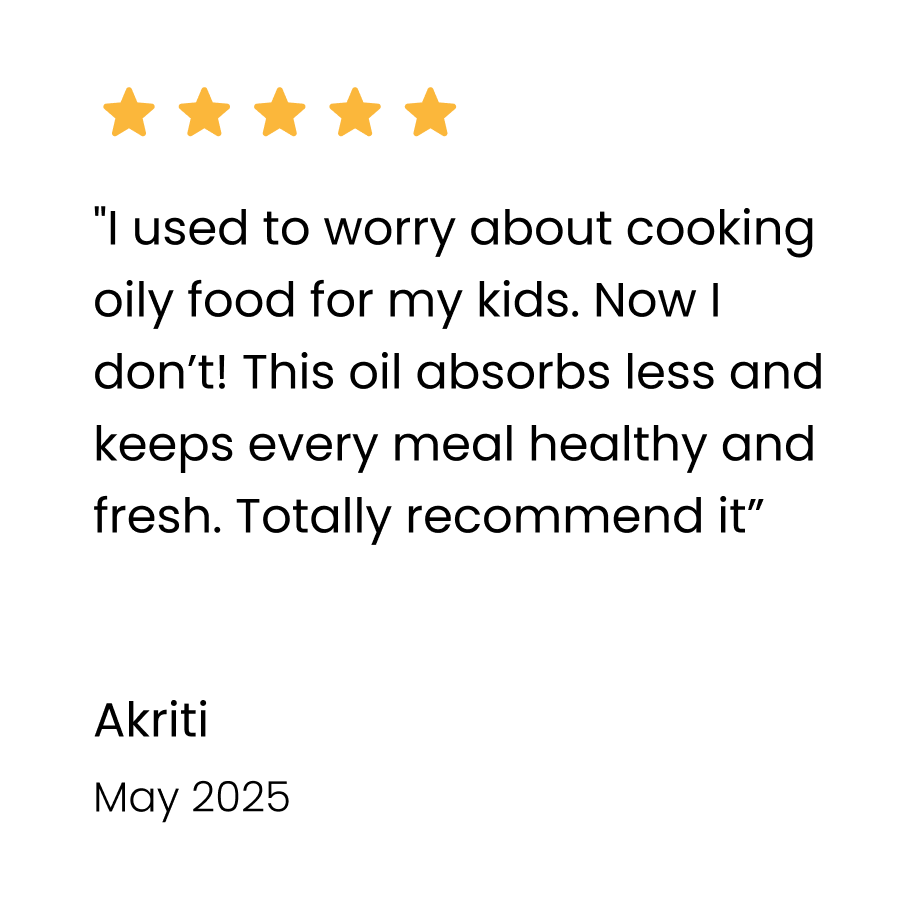 "I used to worry about cooking
oily food for my kids. Now I
don’t! This oil absorbs less and
keeps every meal healthy and
fresh. Totally recommend it”
Akriti
May 2025